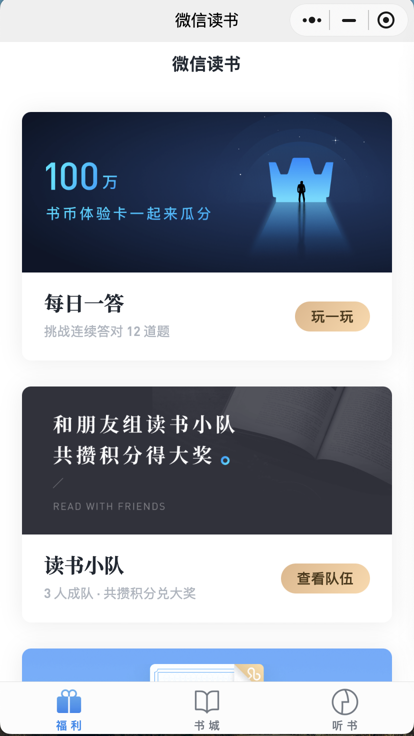 微信读书
微信读书
100万
书币体验卡一起来瓜分
每日一答
挑战连续答对 12 道题
玩一玩
和朋友组读书小队
共攒积分得大奖。
READ WITH FRIENDS
读书小队
3 人成队 · 共攒积分兑大奖
查看队伍
福利
书城
听书